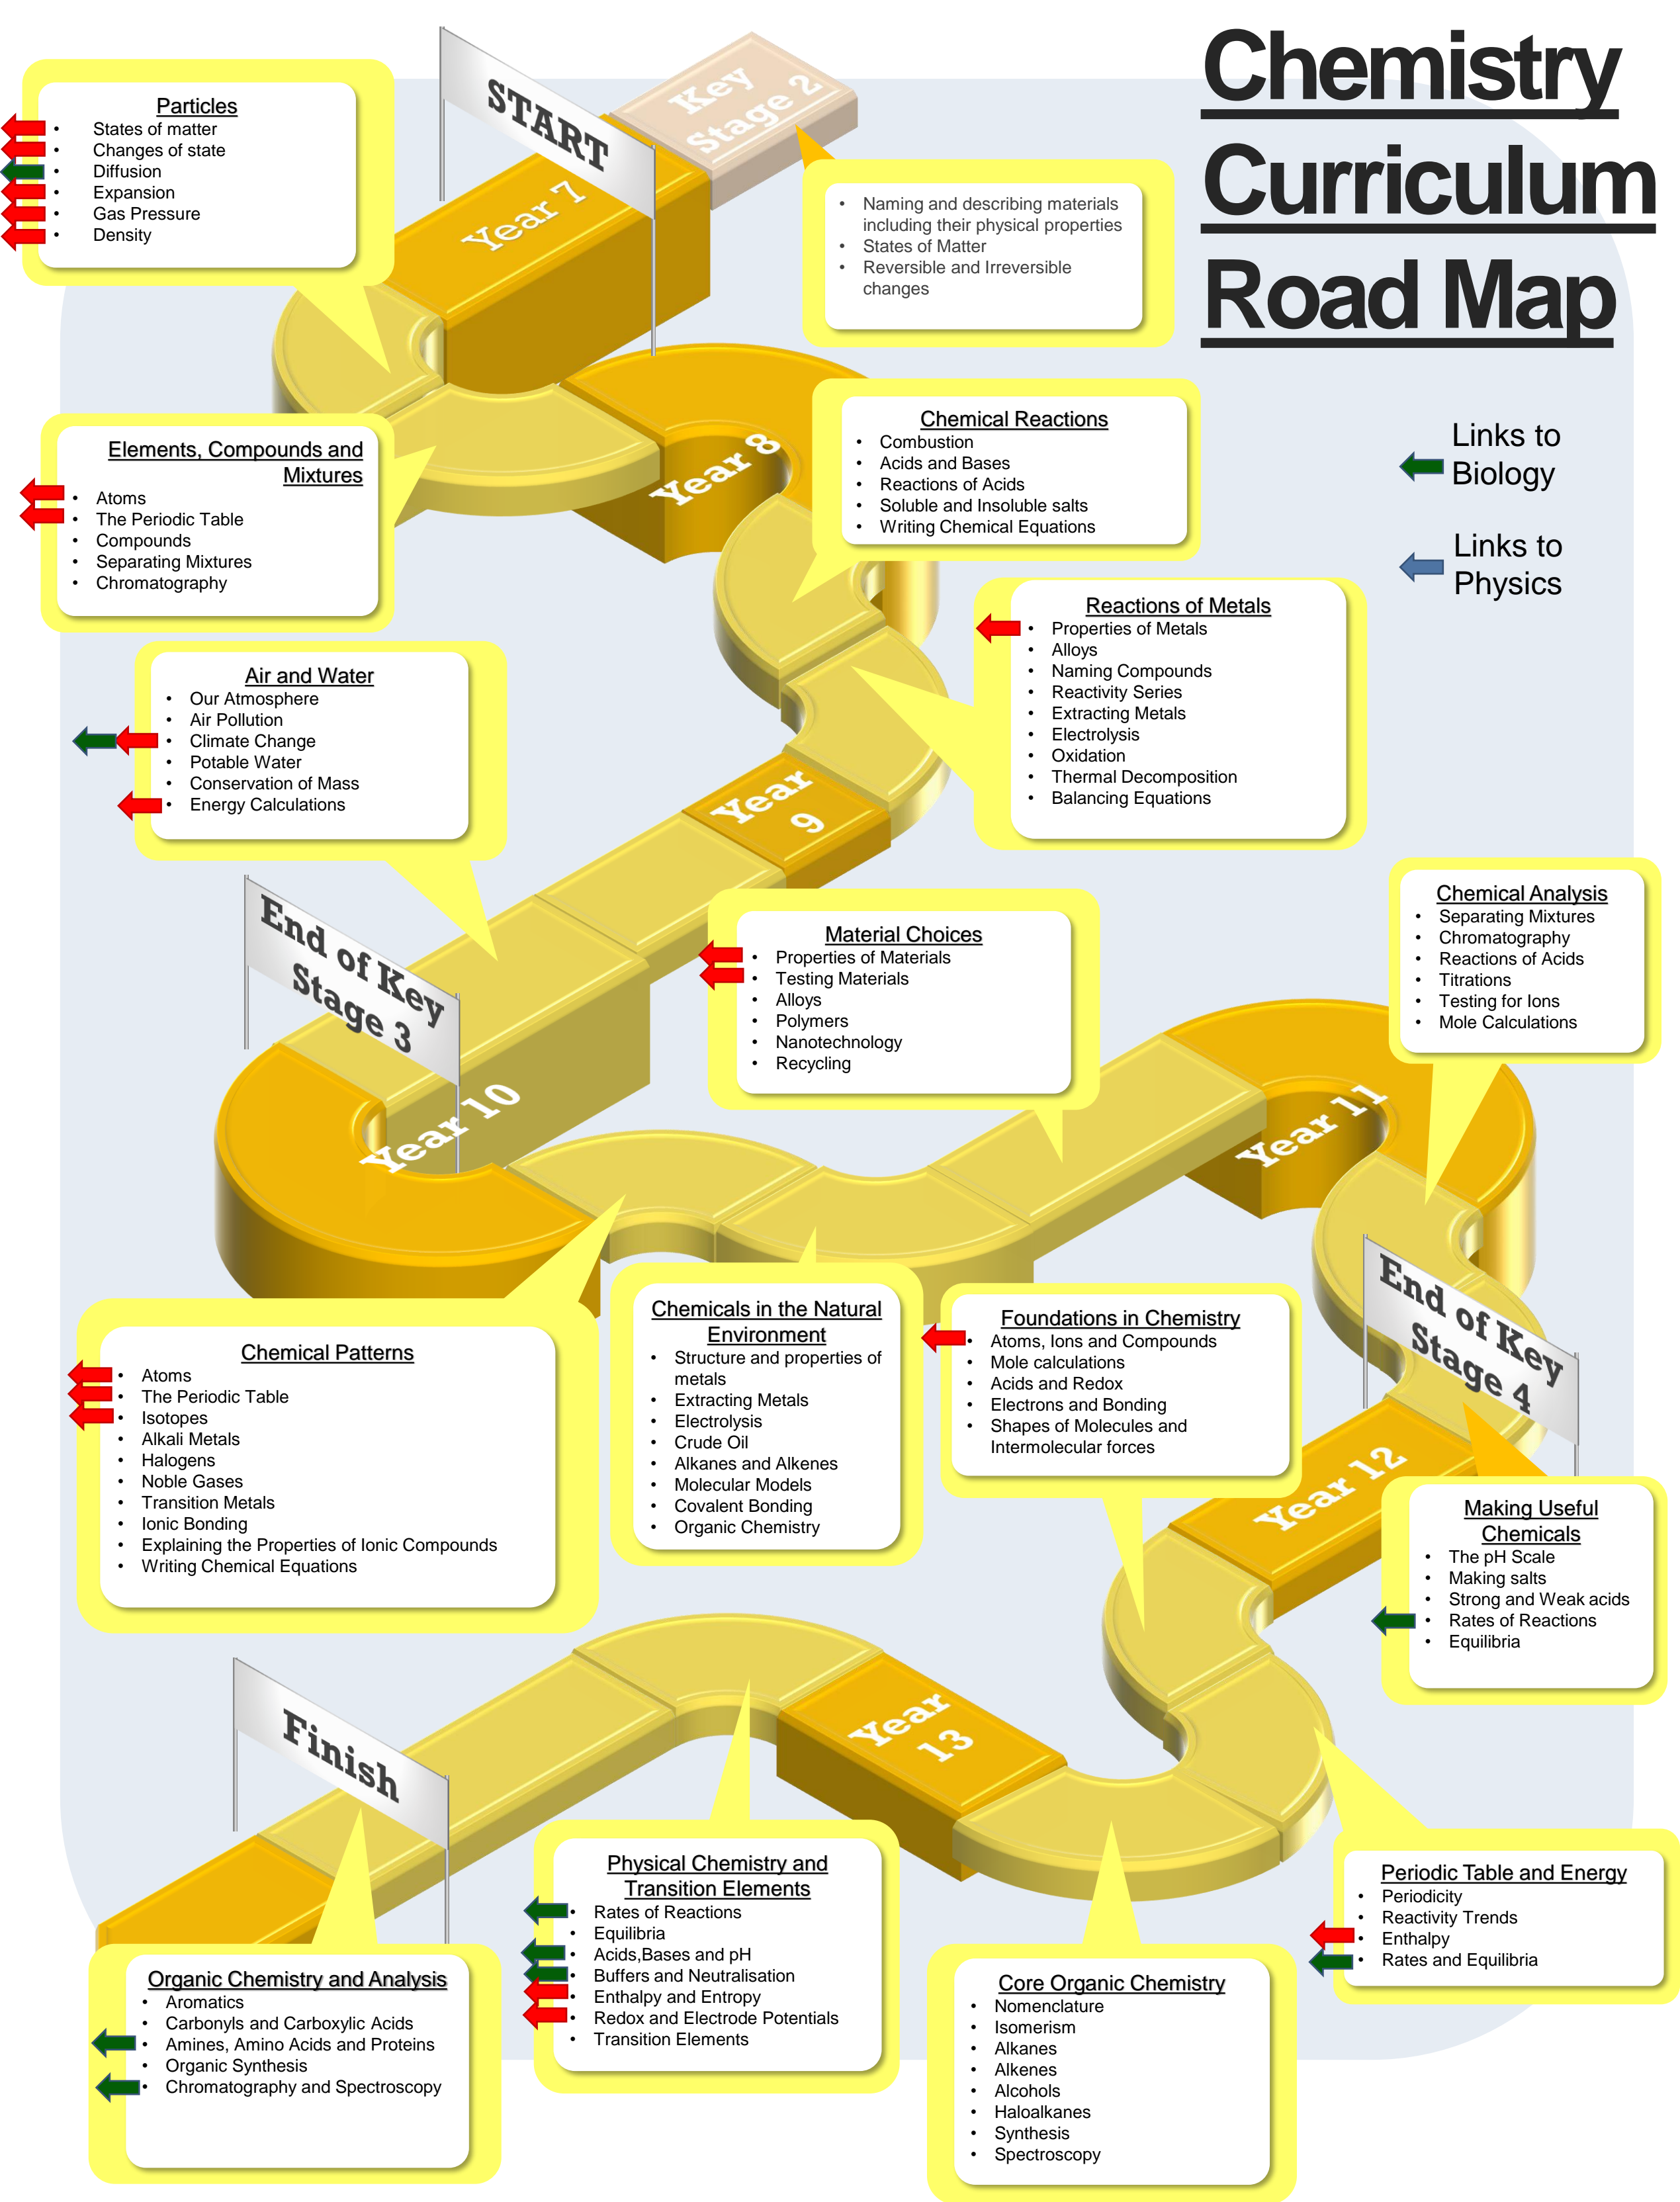 Chemistry
Curriculum
Road Map
Key
Stage 2
START
Year 7
Particles
• States of matter
• Changes of state
• Diffusion
• Expansion
• Gas Pressure
• Density
• Naming and describing materials
including their physical properties
• States of Matter
• Reversible and Irreversible
changes
Elements, Compounds and
Mixtures
• Atoms
• The Periodic Table
• Compounds
• Separating Mixtures
• Chromatography
Year 8
Chemical Reactions
• Combustion
• Acids and Bases
• Reactions of Acids
• Soluble and Insoluble salts
• Writing Chemical Equations
Links to
Biology
Links to
Physics
Reactions of Metals
• Properties of Metals
• Alloys
• Naming Compounds
• Reactivity Series
• Extracting Metals
• Electrolysis
• Oxidation
• Thermal Decomposition
• Balancing Equations
Air and Water
• Our Atmosphere
• Air Pollution
• Climate Change
• Potable Water
• Conservation of Mass
• Energy Calculations
Year
9
End of Key
Stage 3
Material Choices
• Properties of Materials
• Testing Materials
• Alloys
• Polymers
• Nanotechnology
• Recycling
Chemical Analysis
• Separating Mixtures
• Chromatography
• Reactions of Acids
• Titrations
• Testing for Ions
• Mole Calculations
Year 10
Year 11
Chemical Patterns
• Atoms
• The Periodic Table
• Isotopes
• Alkali Metals
• Halogens
• Noble Gases
• Transition Metals
• Ionic Bonding
• Explaining the Properties of Ionic Compounds
• Writing Chemical Equations
Chemicals in the Natural
Environment
• Structure and properties of
metals
• Extracting Metals
• Electrolysis
• Crude Oil
• Alkanes and Alkenes
• Molecular Models
• Covalent Bonding
• Organic Chemistry
Foundations in Chemistry
• Atoms, Ions and Compounds
• Mole calculations
• Acids and Redox
• Electrons and Bonding
• Shapes of Molecules and
Intermolecular forces
End of Key
Stage 4
Year 12
Making Useful
Chemicals
• The pH Scale
• Making salts
• Strong and Weak acids
• Rates of Reactions
• Equilibria
Finish
Year
13
Physical Chemistry and
Transition Elements
• Rates of Reactions
• Equilibria
• Acids,Bases and pH
• Buffers and Neutralisation
• Enthalpy and Entropy
• Redox and Electrode Potentials
• Transition Elements
Periodic Table and Energy
• Periodicity
• Reactivity Trends
• Enthalpy
• Rates and Equilibria
Organic Chemistry and Analysis
• Aromatics
• Carbonyls and Carboxylic Acids
• Amines, Amino Acids and Proteins
• Organic Synthesis
• Chromatography and Spectroscopy
Core Organic Chemistry
• Nomenclature
• Isomerism
• Alkanes
• Alkenes
• Alcohols
• Haloalkanes
• Synthesis
• Spectroscopy